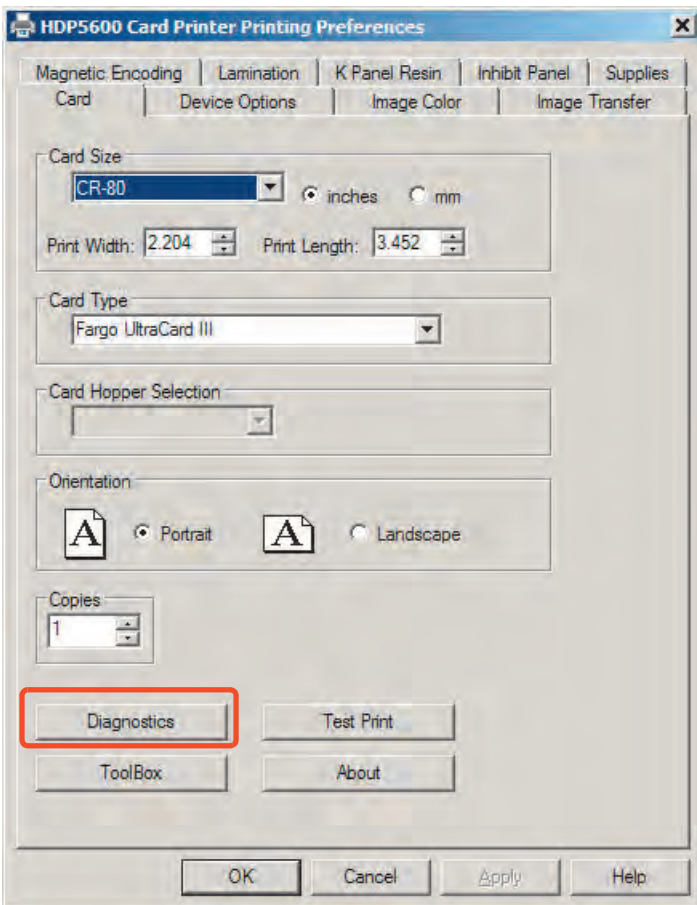 HDP5600 Card Printer Printing Preferences
Magnetic Encoding Lamination K Panel Resin Inhibit Panel Supplies
Card Device Options Image Color Image Transfer
Card Size
CR-80 inches mm
Print Width: 2.204 Print Length: 3.452
Card Type
Fargo UltraCard III
Card Hopper Selection
Orientation
A Portrait A Landscape
Copies
1
Diagnostics Test Print
ToolBox About
OK Cancel Apply Help